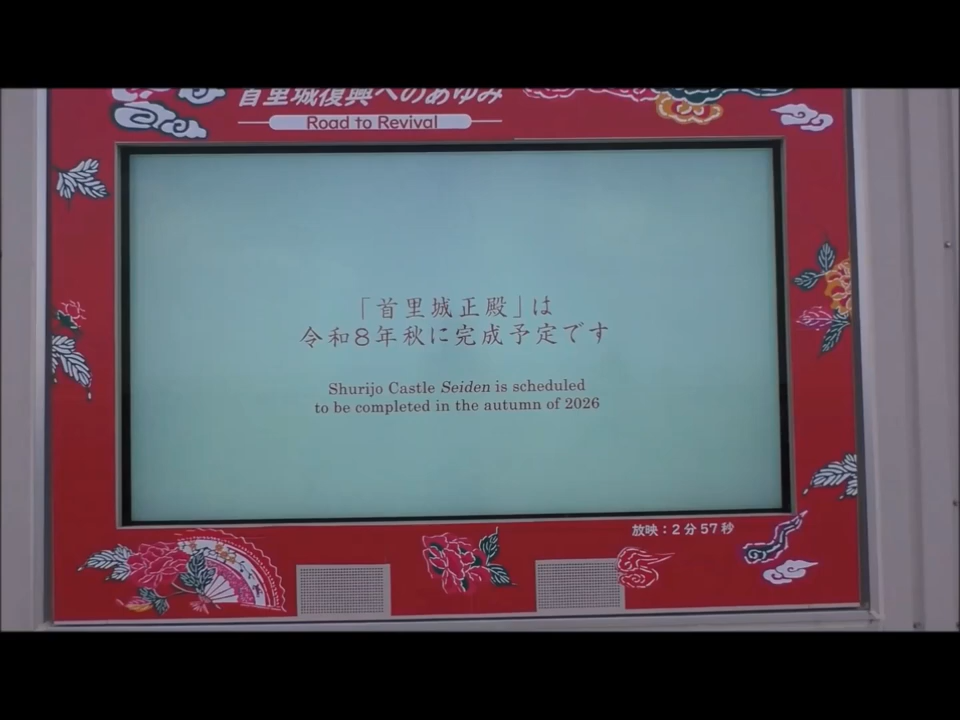 首里城復興へのあゆみ
Road to Revival
「首里城正殿」は
令和8年秋に完成予定です
Shurijo Castle Seiden is scheduled
to be completed in the autumn of 2026
放映：2分57秒